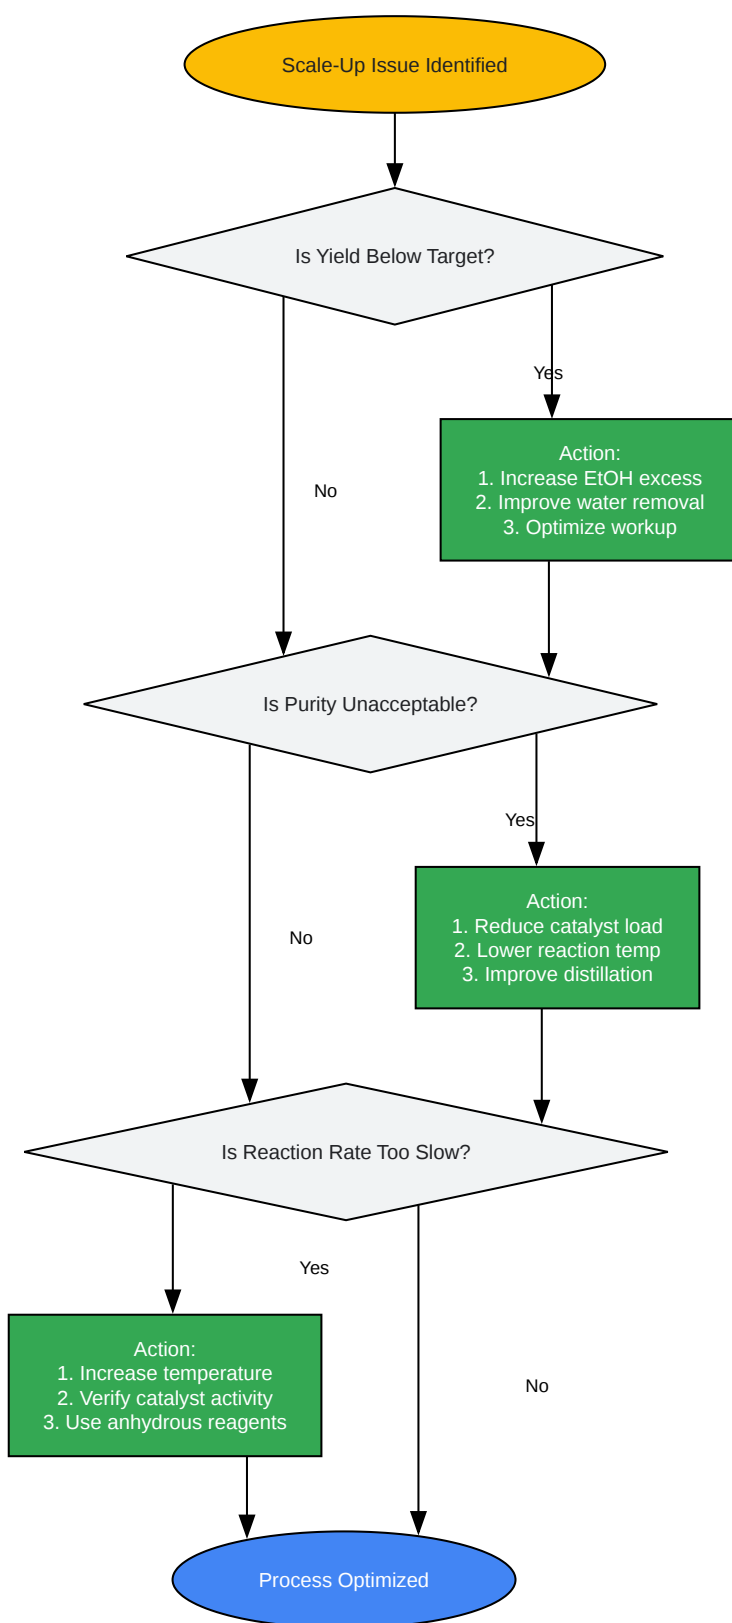 Scale-Up Issue Identified
Is Yield Below Target?
Yes
Action:
1. Increase EtOH excess
2. Improve water removal
3. Optimize workup
No
Is Purity Unacceptable?
Yes
Action:
1. Reduce catalyst load
2. Lower reaction temp
3. Improve distillation
No
Is Reaction Rate Too Slow?
Yes
Action:
1. Increase temperature
2. Verify catalyst activity
3. Use anhydrous reagents
No
Process Optimized